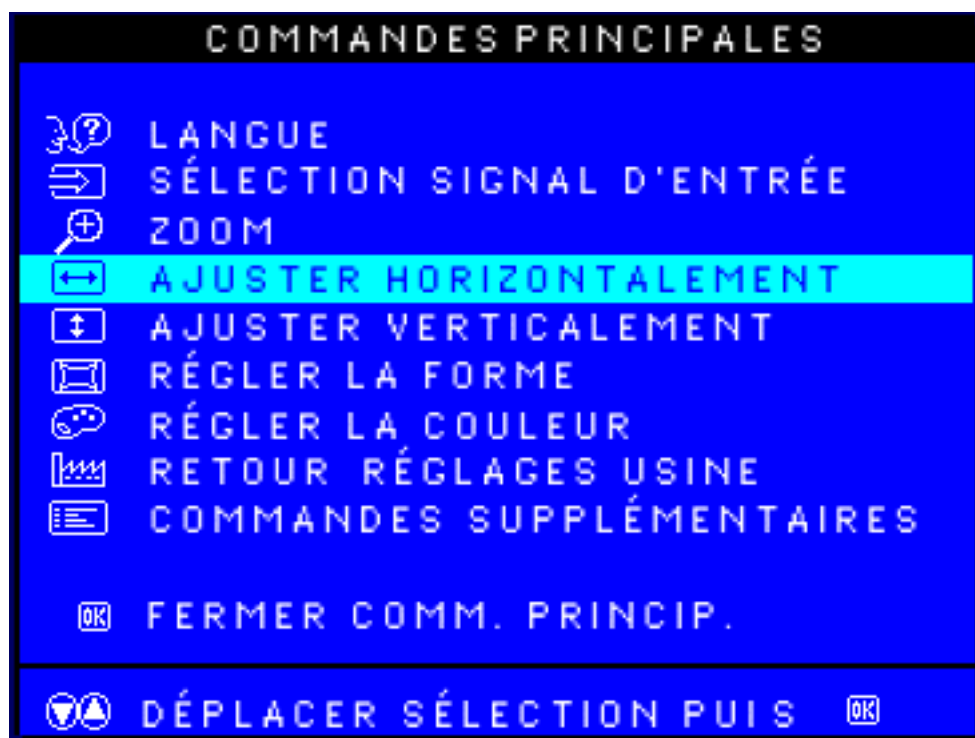 COMMANDES PRINCIPALES
LANGUE
SÉLECTION SIGNAL D'ENTRÉE
ZOOM
AJUSTER HORIZONTALEMENT
AJUSTER VERTICALEMENT
RÉGLER LA FORME
RÉGLER LA COULEUR
RETOUR RÉGLAGES USINE
COMMANDES SUPPLÉMENTAIRES
OK FERMER COMM. PRINCIP.
DÉPLACER SÉLECTION PUIS OK